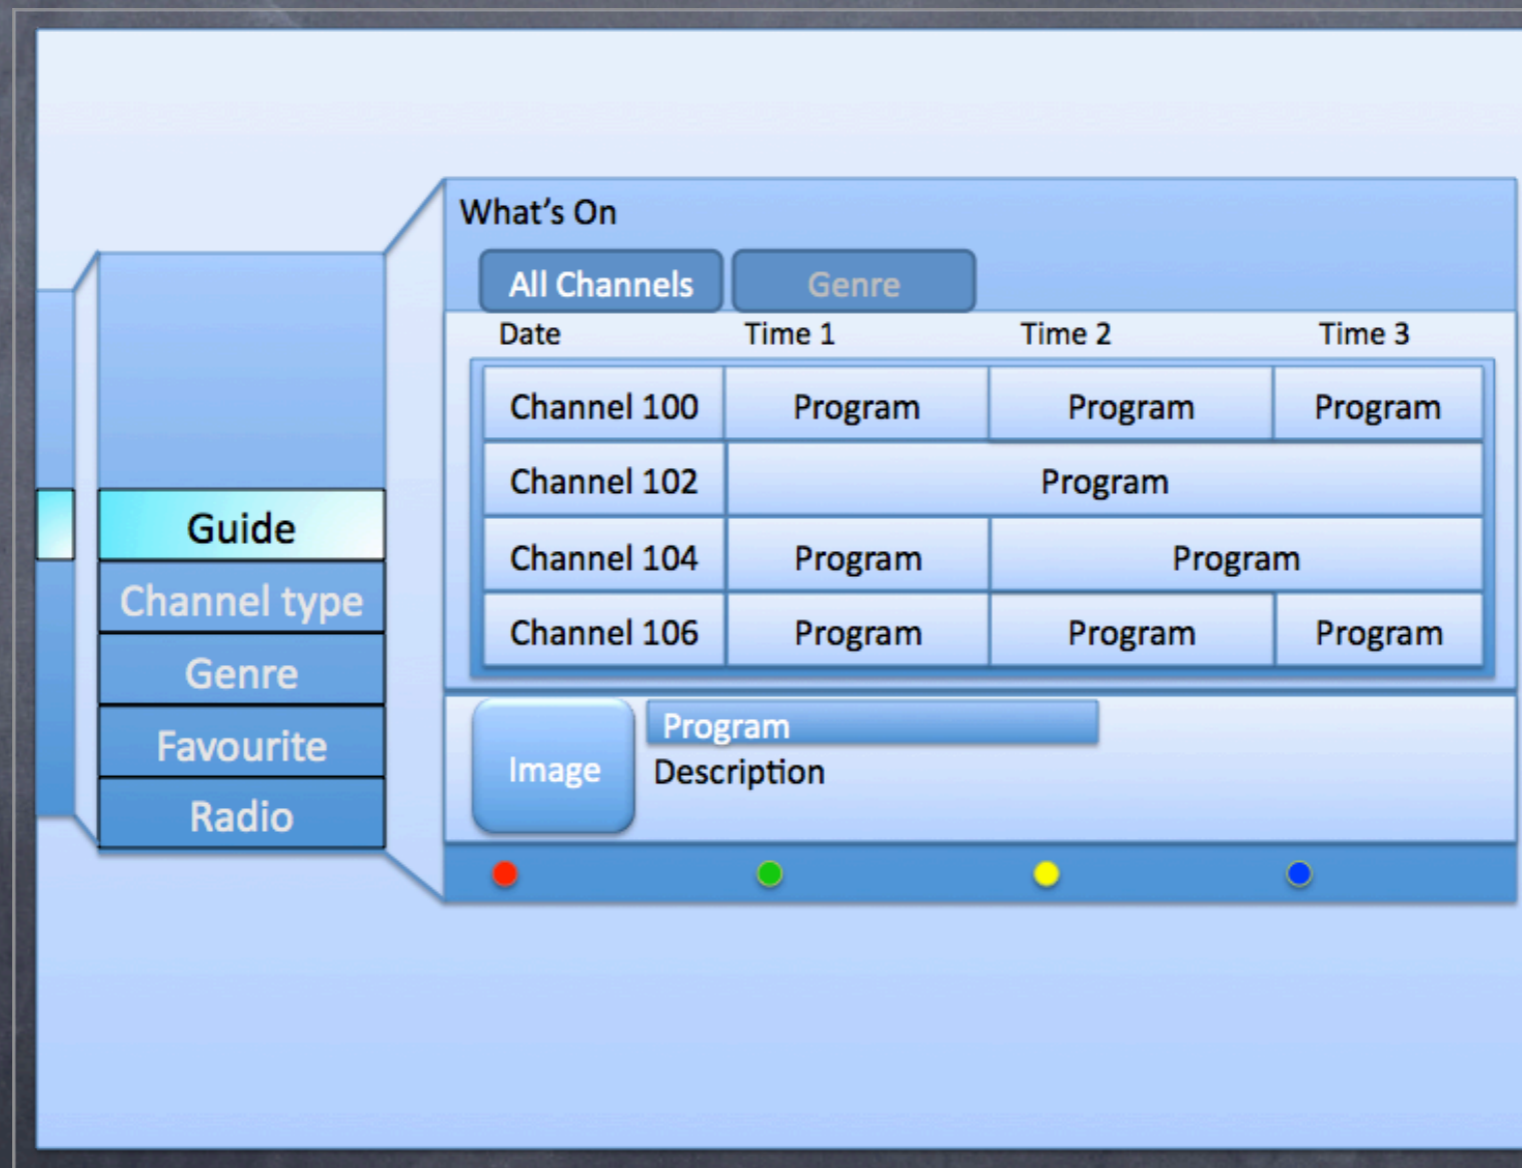 What's On
All Channels Genre
Date Time 1 Time 2 Time 3
Channel 100 Program Program Program
Channel 102 Program
Channel 104 Program Program
Channel 106 Program Program Program
Guide
Channel type
Genre
Favourite
Radio
Image
Program
Description